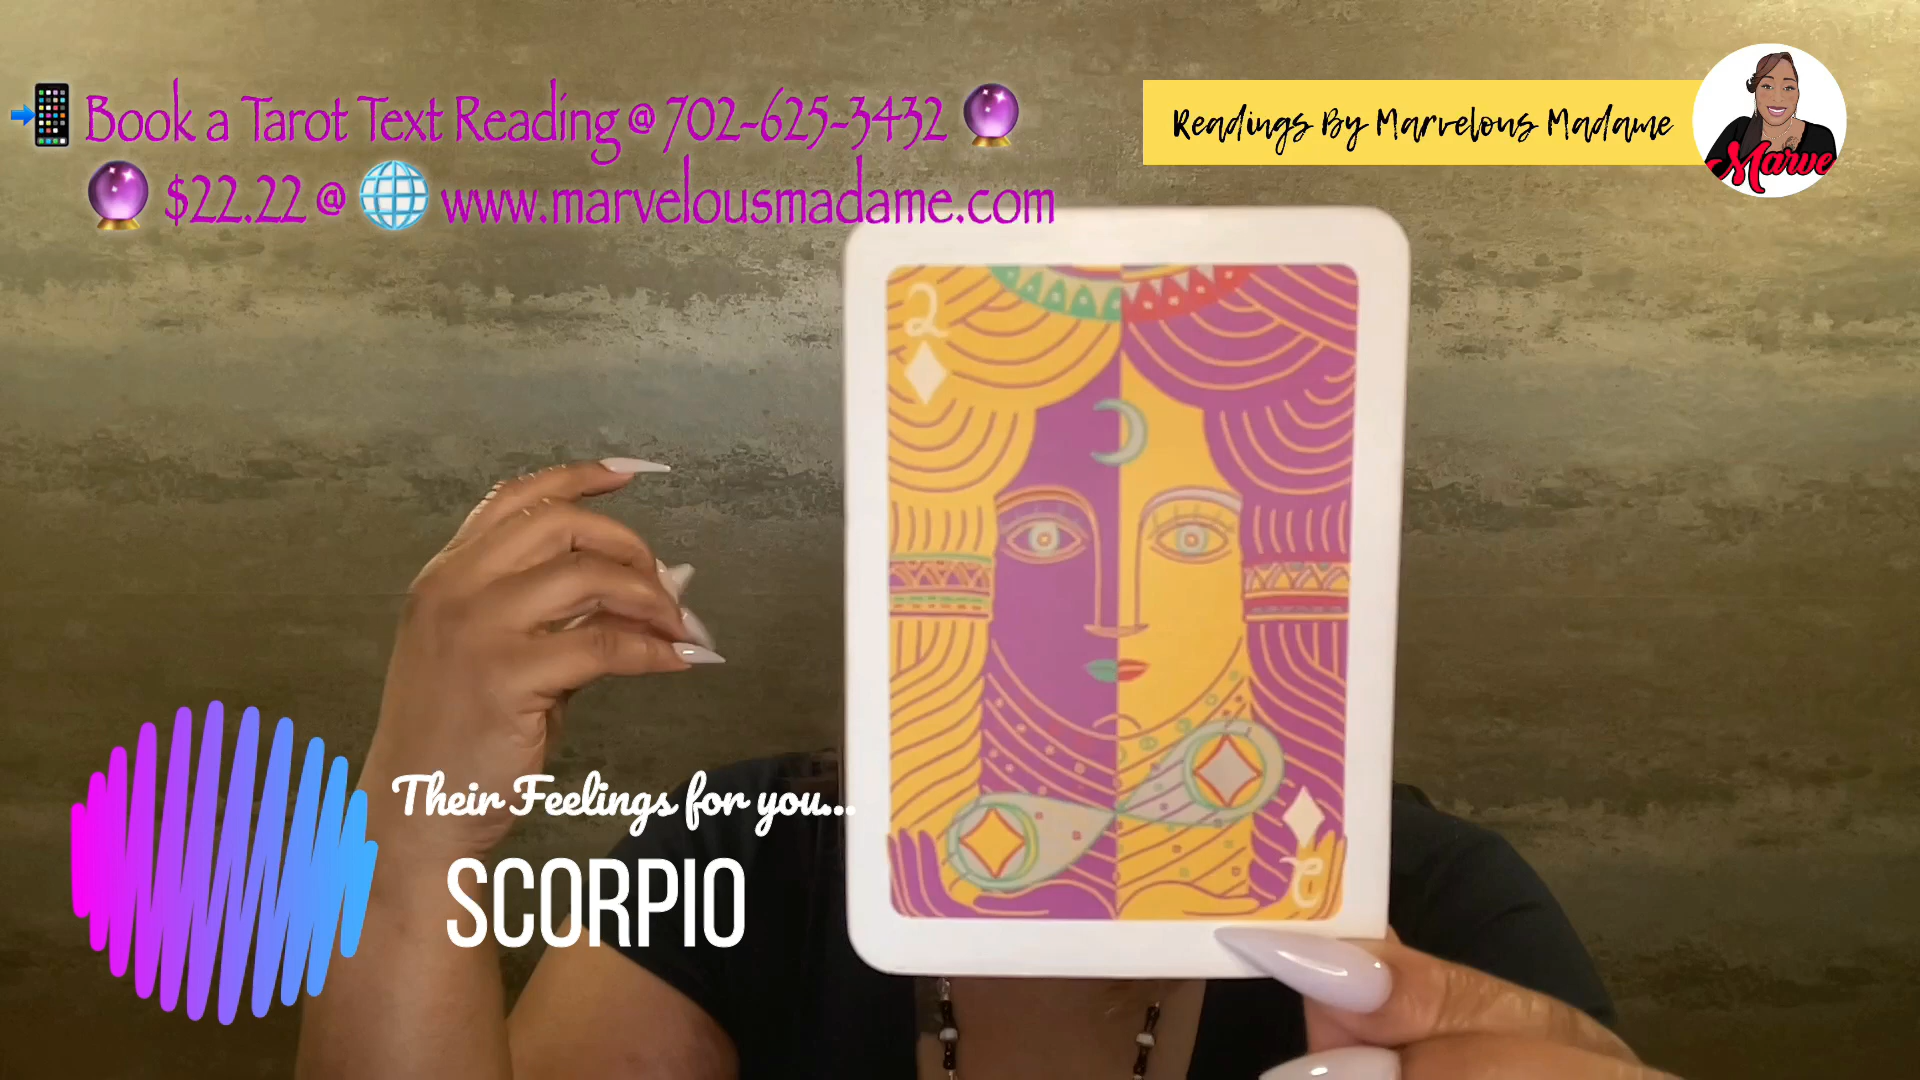 Book a Tarot Text Reading @ 702-625-3432
$22.22 @ www.marvelousmadame.com
Readings By Marvelous Madame
Marve
2
Their Feelings for you...
SCORPIO
2